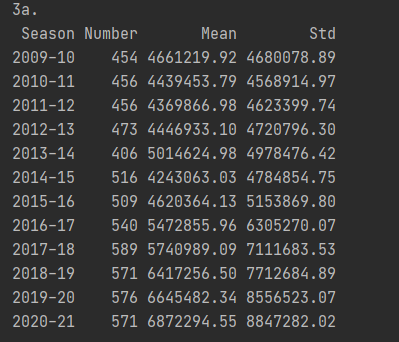 3a.
Season Number Mean Std
2009-10 454 4661219.92 4680078.89
2010-11 456 4439453.79 4568914.97
2011-12 456 4369866.98 4623399.74
2012-13 473 4446933.10 4720796.30
2013-14 406 5014624.98 4978476.42
2014-15 516 4243063.03 4784854.75
2015-16 509 4620364.13 5153869.80
2016-17 540 5472855.96 6305270.07
2017-18 589 5740989.09 7111683.53
2018-19 571 6417256.50 7712684.89
2019-20 576 6645482.34 8556523.07
2020-21 571 6872294.55 8847282.02